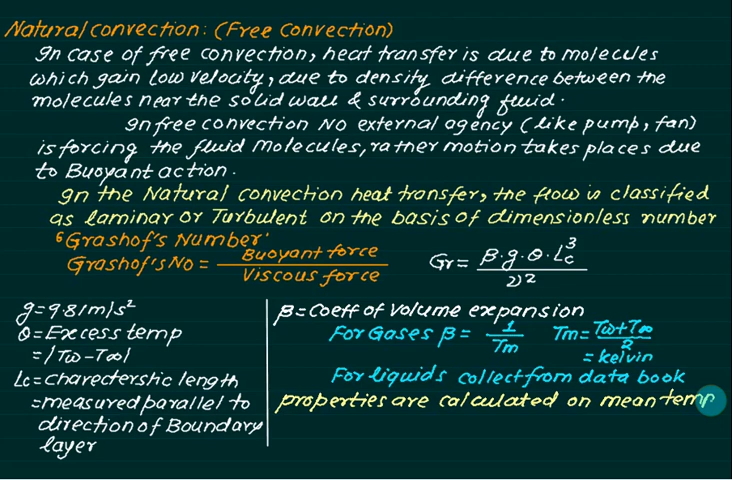 Natural convection: (Free Convection)
In case of free convection, heat transfer is due to molecules
which gain low velocity, due to density difference between the
molecules near the solid wall & surrounding fluid.
In free convection No external agency (like pump, fan)
is forcing the fluid molecules, rather motion takes places due
to Buoyant action.
In the Natural convection heat transfer, the flow is classified
as laminar or Turbulent on the basis of dimensionless number
'Grashof's Number'
Grashof's No = Buoyant force / Viscous force Gr = β.g.θ.Lc³ / ν²
g = 9.81 m/s²
θ = Excess temp
= |Tw - T∞|
Lc = charectershic length
= measured parallel to
direction of Boundary
layer
β = Coeff of Volume expansion
For Gases β = 1/Tm Tm = Tw + T∞ / 2
= kelvin
For liquids collect from data book
properties are calculated on mean temp